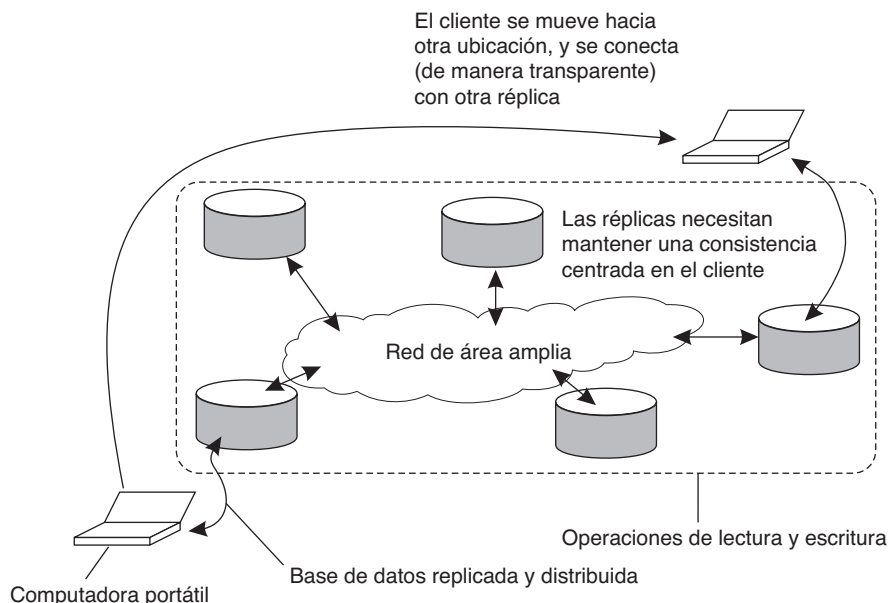 El cliente se mueve hacia
otra ubicación, y se conecta
(de manera transparente)
con otra réplica
Las réplicas necesitan
mantener una consistencia
centrada en el cliente
Red de área amplia
Operaciones de lectura y escritura
Base de datos replicada y distribuida
Computadora portátil